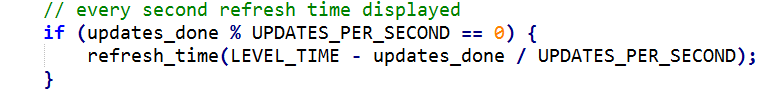 // every second refresh time displayed
if (updates_done % UPDATES_PER_SECOND == 0) {
    refresh_time(LEVEL_TIME - updates_done / UPDATES_PER_SECOND);
}